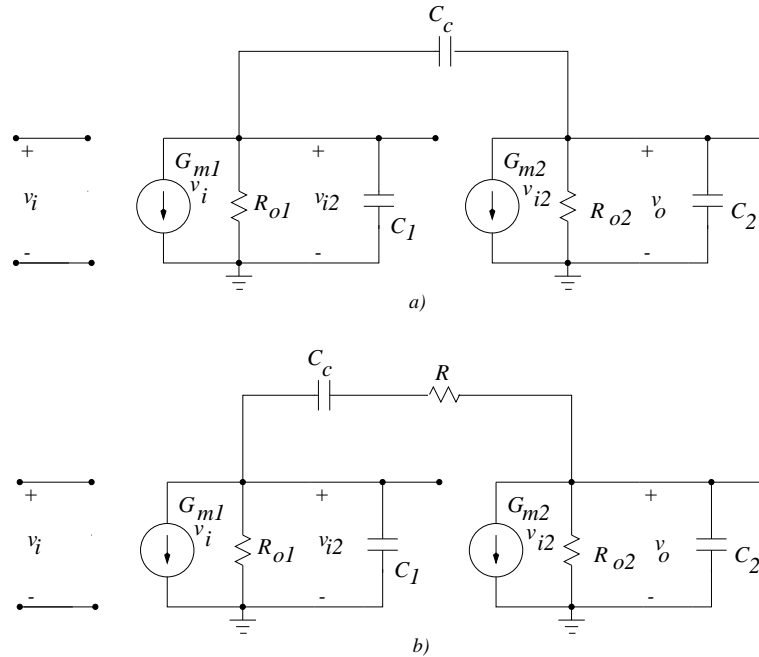 C_c
+ G_m1 v_i + G_m2 v_i2 +
v_i R_o1 v_i2 C_1 R_o2 v_o C_2
- - -
a)
C_c R
+ G_m1 v_i + G_m2 v_i2 +
v_i R_o1 v_i2 C_1 R_o2 v_o C_2
- - -
b)